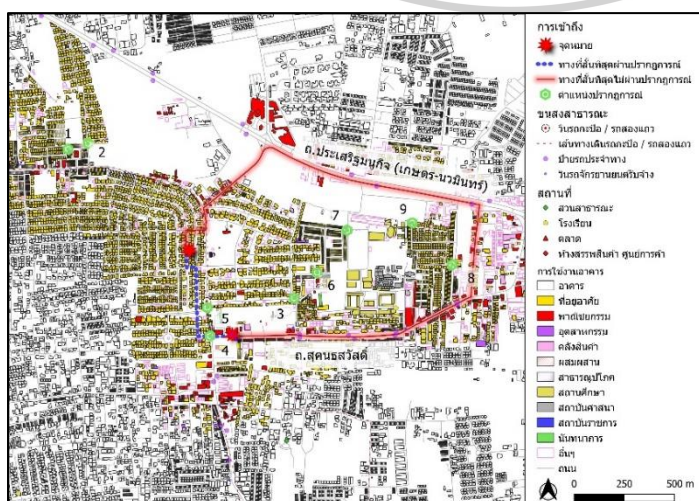 1
2
ถ.ประเสริฐมนูกิจ (เกษตร-นวมินทร์)
7
9
6
8
3
5
4
ถ.สุคนธสวัสดิ์
การเข้าถึง
จุดหมาย
ทางที่สั้นที่สุดผ่านปรากฏการณ์
ทางที่สั้นที่สุดไม่ผ่านปรากฏการณ์
ตำแหน่งปรากฏการณ์
ขนส่งสาธารณะ
วินรถกะป๊อ / รถสองแถว
เส้นทางเดินรถกะป๊อ / รถสองแถว
ป้ายรถประจำทาง
วินรถจักรยานยนต์รับจ้าง
สถานที่
สวนสาธารณะ
โรงเรียน
ตลาด
ห้างสรรพสินค้า ศูนย์การค้า
การใช้งานอาคาร
อาคาร
ที่อยู่อาศัย
พาณิชยกรรม
อุตสาหกรรม
คลังสินค้า
ผสมผสาน
สาธารณูปโภค
สถานศึกษา
สถาบันศาสนา
สถาบันราชการ
นันทนาการ
อื่นๆ
ถนน
0 250 500 m